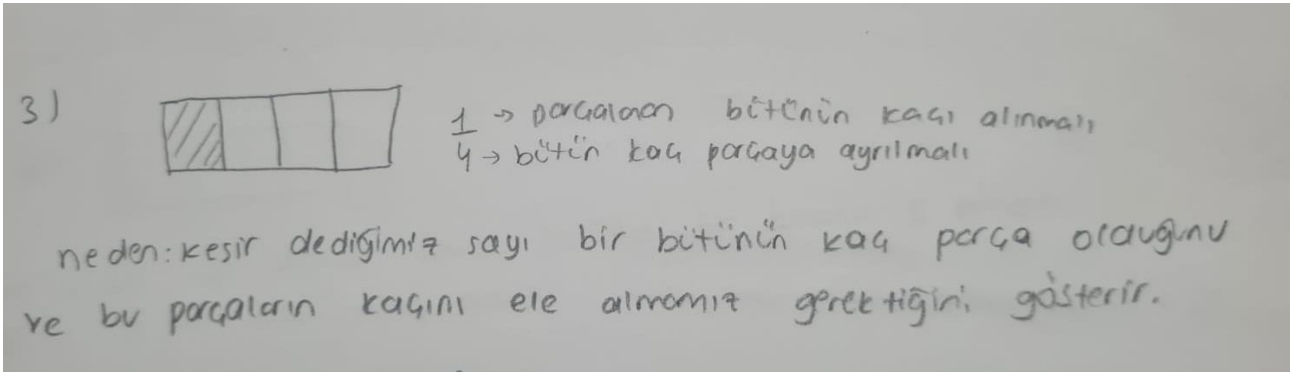 3)
1 → parçalanan bütünün kaçı alınmalı
4 → bütün kaç parçaya ayrılmalı
neden: kesir dediğimiz sayı bir bütünün kaç parça olduğunu
ve bu parçaların kaçını ele almamız gerektiğini gösterir.